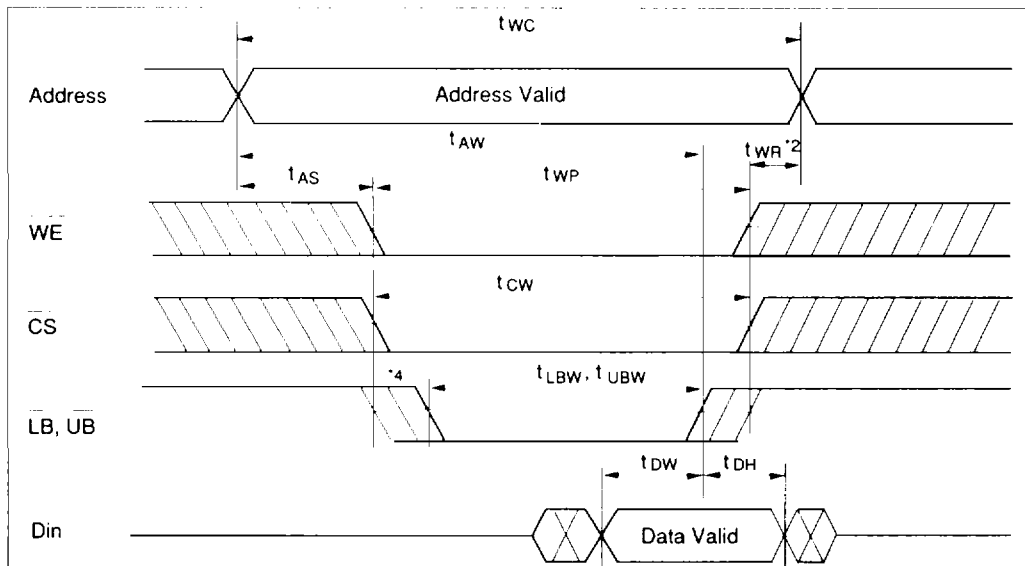 tWC
Address
Address Valid
tAW
tWR*2
tAS
tWP
WE
tCW
CS
*4
tLBW, tUBW
LB, UB
tDW
tDH
Din
Data Valid